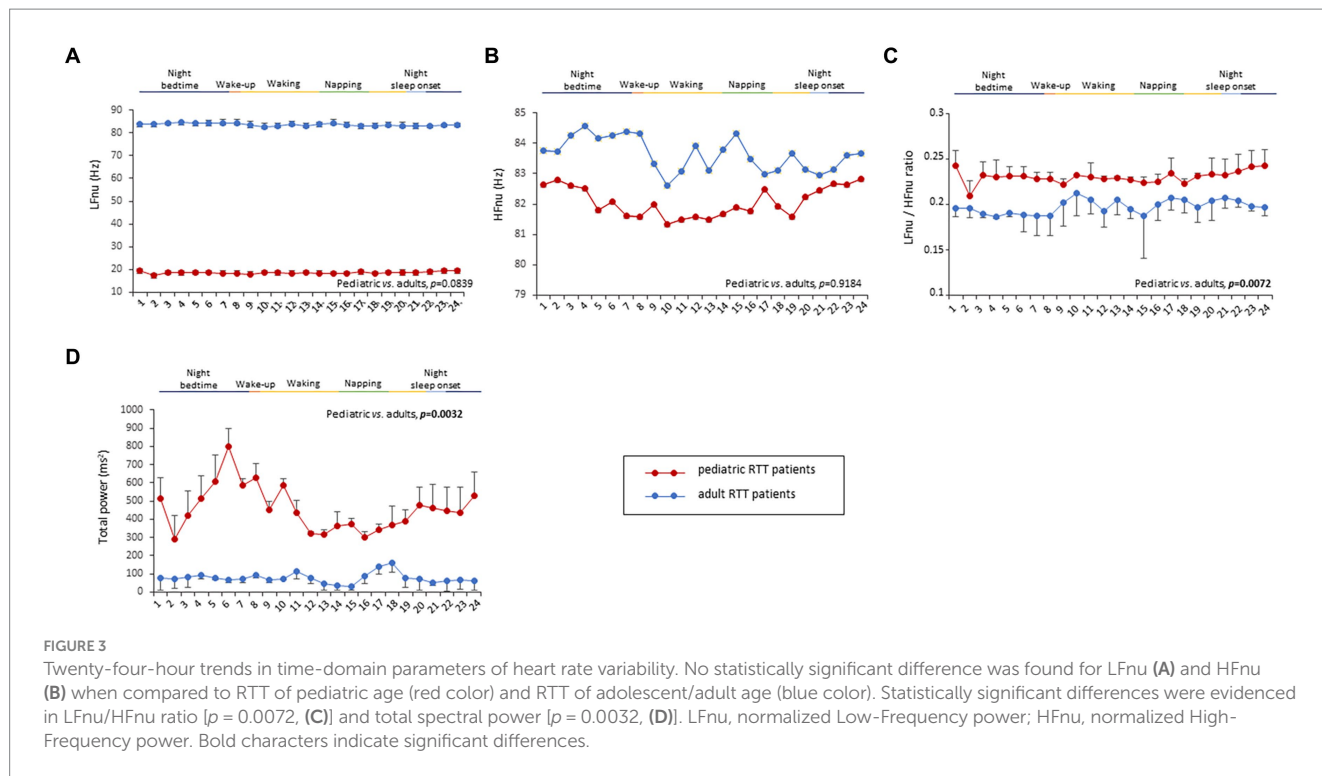 A
Night
bedtime
Wake-up
Waking
Napping
Night
sleep onset
LFnu (Hz)
90
80
70
60
50
40
30
20
10
Pediatric vs. adults, p=0.0839
1. 2. 3. 4. 5. 6. 7. 8. 9. 10. 11. 12. 13. 14. 15. 16. 17. 18. 19. 20. 21. 22. 23. 24.
B
Night
bedtime
Wake-up
Waking
Napping
Night
sleep onset
HFnu (Hz)
85
84
83
82
81
80
79
Pediatric vs. adults, p=0.9184
1 2 3 4 5 6 7 8 9 10 11 12 13 14 15 16 17 18 19 20 21 22 23 24
C
Night
bedtime
Wake-up
Waking
Napping
Night
sleep onset
LFnu / HFnu ratio
0.3
0.25
0.2
0.15
0.1
Pediatric vs. adults, p=0.0072
1 2 3 4 5 6 7 8 9 10 11 12 13 14 15 16 17 18 19 20 21 22 23 24
D
Night
bedtime
Wake-up
Waking
Napping
Night
sleep onset
Pediatric vs. adults, p=0.0032
Total power (ms²)
1000
900
800
700
600
500
400
300
200
100
0
1 2 3 4 5 6 7 8 9 10 11 12 13 14 15 16 17 18 19 20 21 22 23 24
pediatric RTT patients
adult RTT patients
FIGURE 3
Twenty-four-hour trends in time-domain parameters of heart rate variability. No statistically significant difference was found for LFnu (A) and HFnu
(B) when compared to RTT of pediatric age (red color) and RTT of adolescent/adult age (blue color). Statistically significant differences were evidenced
in LFnu/HFnu ratio [p = 0.0072, (C)] and total spectral power [p = 0.0032, (D)]. LFnu, normalized Low-Frequency power; HFnu, normalized High-
Frequency power. Bold characters indicate significant differences.